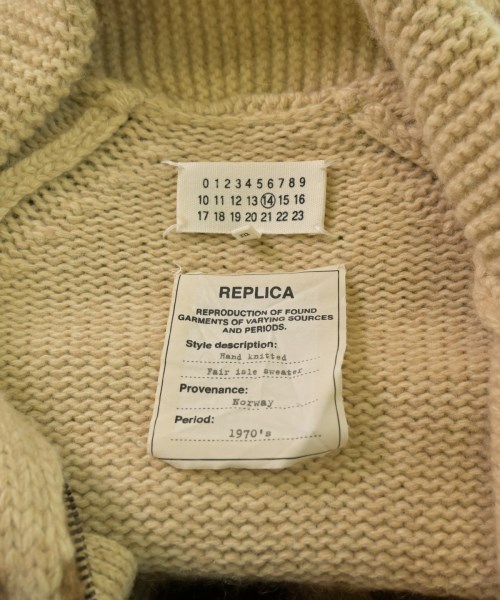 0 1 2 3 4 5 6 7 8 9
10 11 12 13 14 15 16
17 18 19 20 21 22 23
REPLICA
REPRODUCTION OF FOUND
GARMENTS OF VARYING SOURCES
AND PERIODS.
Style description:
Hand knitted
Fair isle sweater
Provenance:
Norway
Period:
1970's